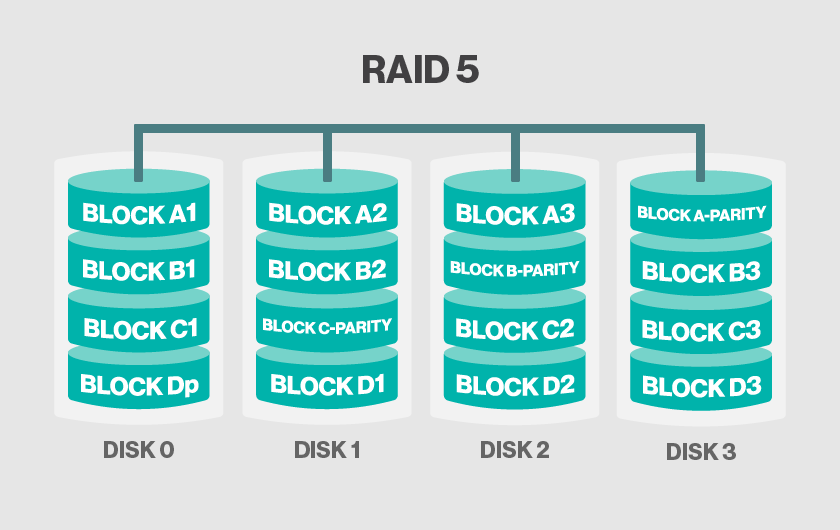 RAID 5
BLOCK A1
BLOCK A2
BLOCK A3
BLOCK A-PARITY
BLOCK B1
BLOCK B2
BLOCK B-PARITY
BLOCK B3
BLOCK C1
BLOCK C-PARITY
BLOCK C2
BLOCK C3
BLOCK Dp
BLOCK D1
BLOCK D2
BLOCK D3
DISK 0
DISK 1
DISK 2
DISK 3